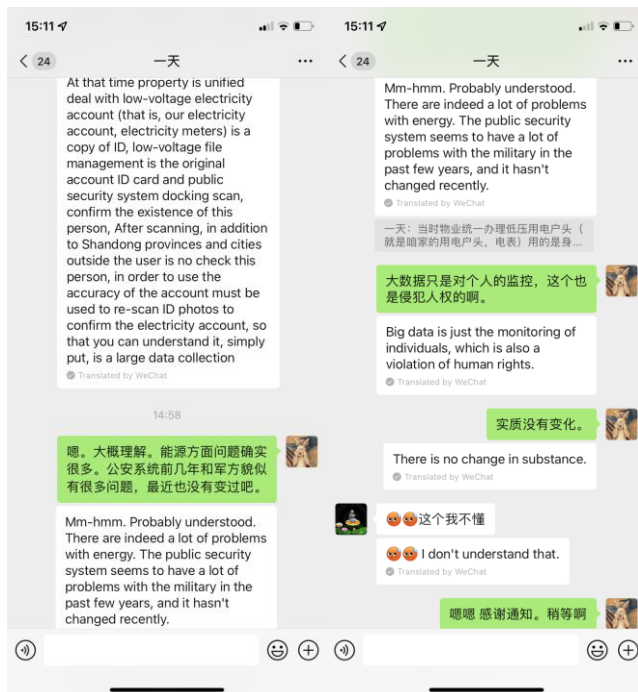 15:11
24
一天
At that time property is unified
deal with low-voltage electricity
account (that is, our electricity
account, electricity meters) is a
copy of ID, low-voltage file
management is the original
account ID card and public
security system docking scan,
confirm the existence of this
person, After scanning, in addition
to Shandong provinces and cities
outside the user is no check this
person, in order to use the
accuracy of the account must be
used to re-scan ID photos to
confirm the electricity account, so
that you can understand it, simply
put, is a large data collection
Translated by WeChat
14:58
嗯。大概理解。能源方面问题确实
很多。公安系统前几年和军方貌似
有很多问题，最近也没有变过吧。
Mm-hmm. Probably understood.
There are indeed a lot of problems
with energy. The public security
system seems to have a lot of
problems with the military in the
past few years, and it hasn't
changed recently.
15:11
24
一天
Mm-hmm. Probably understood.
There are indeed a lot of problems
with energy. The public security
system seems to have a lot of
problems with the military in the
past few years, and it hasn't
changed recently.
Translated by WeChat
一天：当时物业统一办理低压用电户头（
就是咱家的用电户头，电表）用的是身...
大数据只是对个人的监控，这个也
是侵犯人权的啊。
Big data is just the monitoring of
individuals, which is also a
violation of human rights.
Translated by WeChat
实质没有变化。
There is no change in substance.
Translated by WeChat
这个我不懂
I don't understand that.
Translated by WeChat
嗯嗯 感谢通知。稍等啊